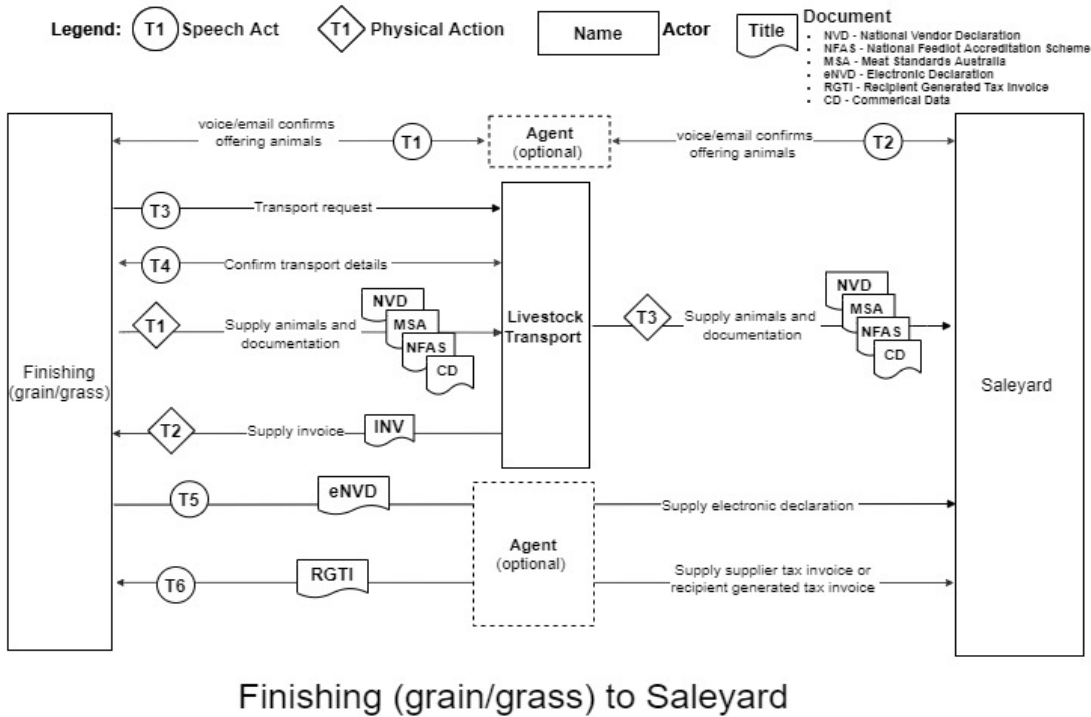 Legend: T1 Speech Act T1 Physical Action Name Actor Title Document
NVD - National Vendor Declaration
NFAS - National Feedlot Accreditation Scheme
MSA - Meat Standards Australia
eNVD - Electronic Declaration
RGTI - Recipient Generated Tax Invoice
CD - Commerical Data
voice/email confirms
offering animals
T1
Agent
(optional)
voice/email confirms
offering animals
T2
T3
Transport request
T4
Confirm transport details
T1
Supply animals and
documentation
NVD
MSA
NFAS
CD
Livestock
Transport
T3
Supply animals and
documentation
NVD
MSA
NFAS
CD
Finishing
(grain/grass)
Saleyard
T2
Supply invoice
INV
T5
eNVD
Supply electronic declaration
Agent
(optional)
T6
RGTI
Supply supplier tax invoice or
recipient generated tax invoice
Finishing (grain/grass) to Saleyard